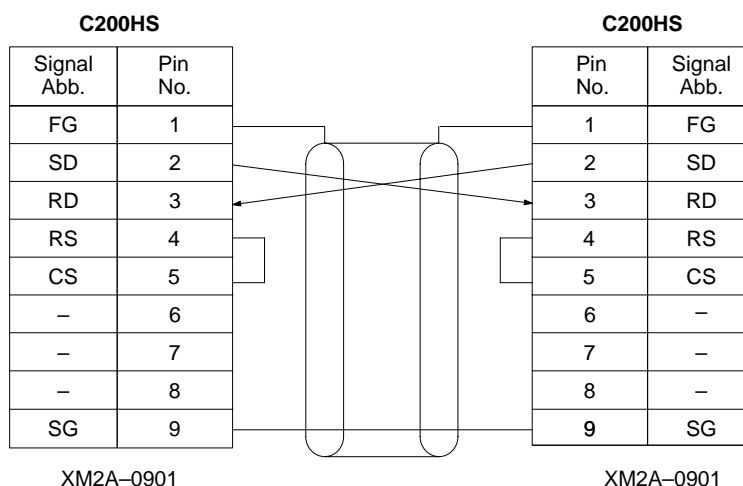 C200HS C200HS
Signal Abb. Pin No. Pin No. Signal Abb.
FG 1 1 FG
SD 2 2 SD
RD 3 3 RD
RS 4 4 RS
CS 5 5 CS
– 6 6 –
– 7 7 –
– 8 8 –
SG 9 9 SG
XM2A–0901 XM2A–0901